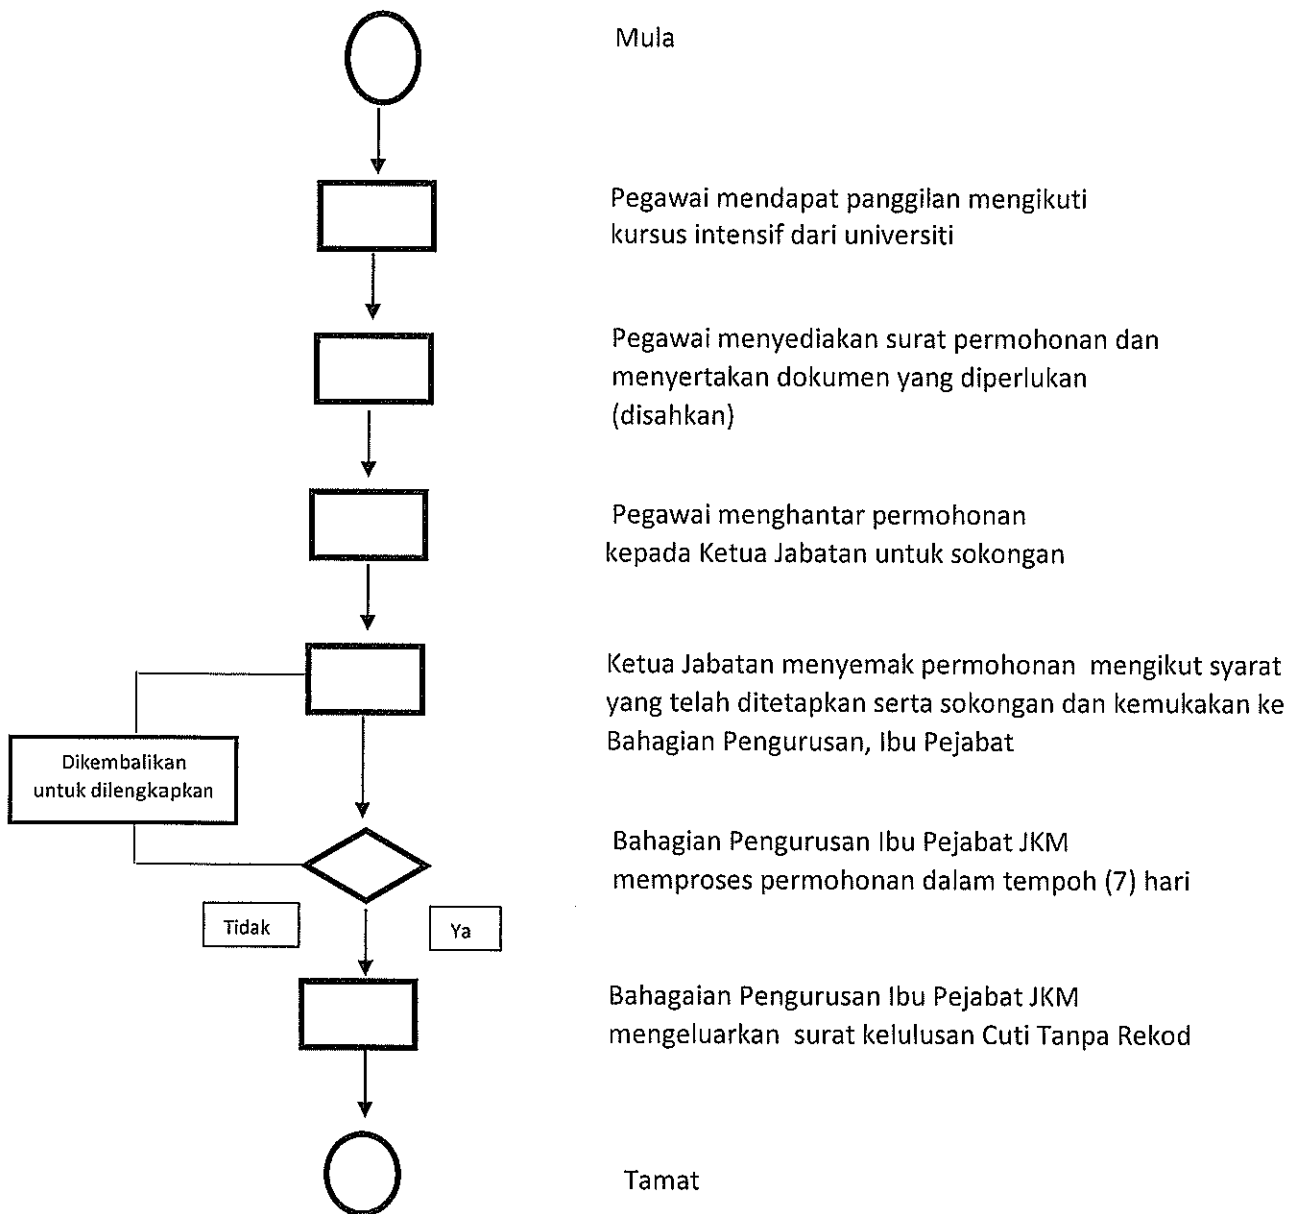 Mula
Pegawai mendapat panggilan mengikuti
kursus intensif dari universiti
Pegawai menyediakan surat permohonan dan
menyertakan dokumen yang diperlukan
(disahkan)
Pegawai menghantar permohonan
kepada Ketua Jabatan untuk sokongan
Ketua Jabatan menyemak permohonan mengikut syarat
yang telah ditetapkan serta sokongan dan kemukakan ke
Bahagian Pengurusan, Ibu Pejabat
Dikembalikan
untuk dilengkapkan
Bahagian Pengurusan Ibu Pejabat JKM
memproses permohonan dalam tempoh (7) hari
Tidak
Ya
Bahagaian Pengurusan Ibu Pejabat JKM
mengeluarkan surat kelulusan Cuti Tanpa Rekod
Tamat